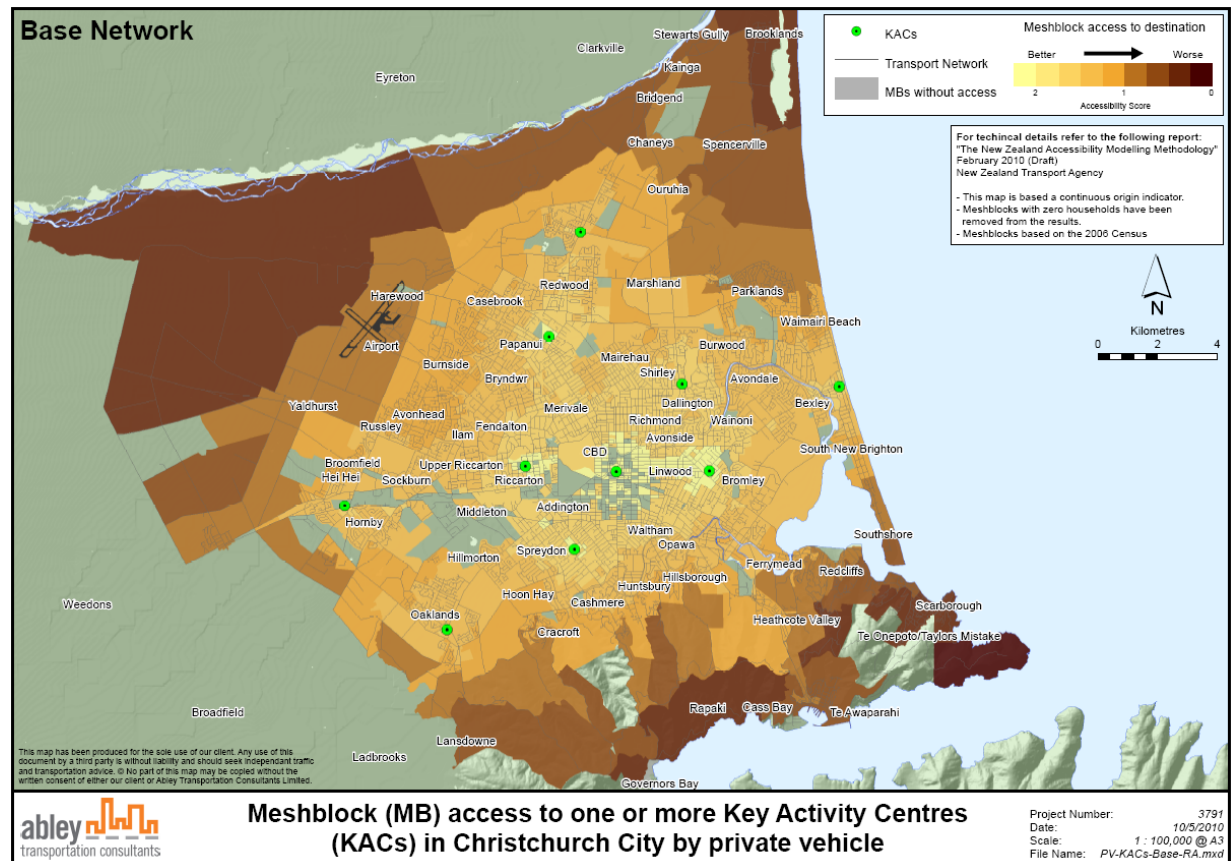 Base Network
KACs
Transport Network
MBs without access
Meshblock access to destination
Better
Worse
2
1
0
Accessibility Score
For techincal details refer to the following report:
"The New Zealand Accessibility Modelling Methodology"
February 2010 (Draft)
New Zealand Transport Agency
- This map is based a continuous origin indicator.
- Meshblocks with zero households have been
removed from the results.
- Meshblocks based on the 2006 Census
N
Kilometres
0
2
4
Stewarts Gully
Brooklands
Clarkville
Kainga
Eyreton
Bridgend
Chaneys
Spencerville
Ouruhia
Redwood
Marshland
Harewood
Casebrook
Parklands
Waimairi Beach
Airport
Papanui
Burwood
Mairehau
Burnside
Shirley
Bryndwr
Avondale
Yaldhurst
Merivale
Dallington
Bexley
Avonhead
Russley
Fendalton
Richmond
Wainoni
Ilam
Avonside
CBD
South New Brighton
Broomfield
Upper Riccarton
Linwood
Hei Hei
Sockburn
Riccarton
Bromley
Addington
Middleton
Hornby
Waltham
Southshore
Opawa
Spreydon
Hillmorton
Ferrymead
Redcliffs
Hillsborough
Huntsbury
Hoon Hay
Weedons
Cashmere
Scarborough
Oaklands
Heathcote Valley
Cracroft
Te Onepoto/Taylors Mistake
Rapaki
Cass Bay
Broadfield
Te Awaparahi
Lansdowne
Ladbrooks
Governors Bay
This map has been produced for the sole use of our client. Any use of this
document by a third party is without liability and should seek independant traffic
and transportation advice. © No part of this map may be copied without the
written consent of either our client or Abley Transportation Consultants Limited.
abley
transportation consultants
Meshblock (MB) access to one or more Key Activity Centres
(KACs) in Christchurch City by private vehicle
Project Number: 3791
Date: 10/5/2010
Scale: 1 : 100,000 @ A3
File Name: PV-KACs-Base-RA.mxd